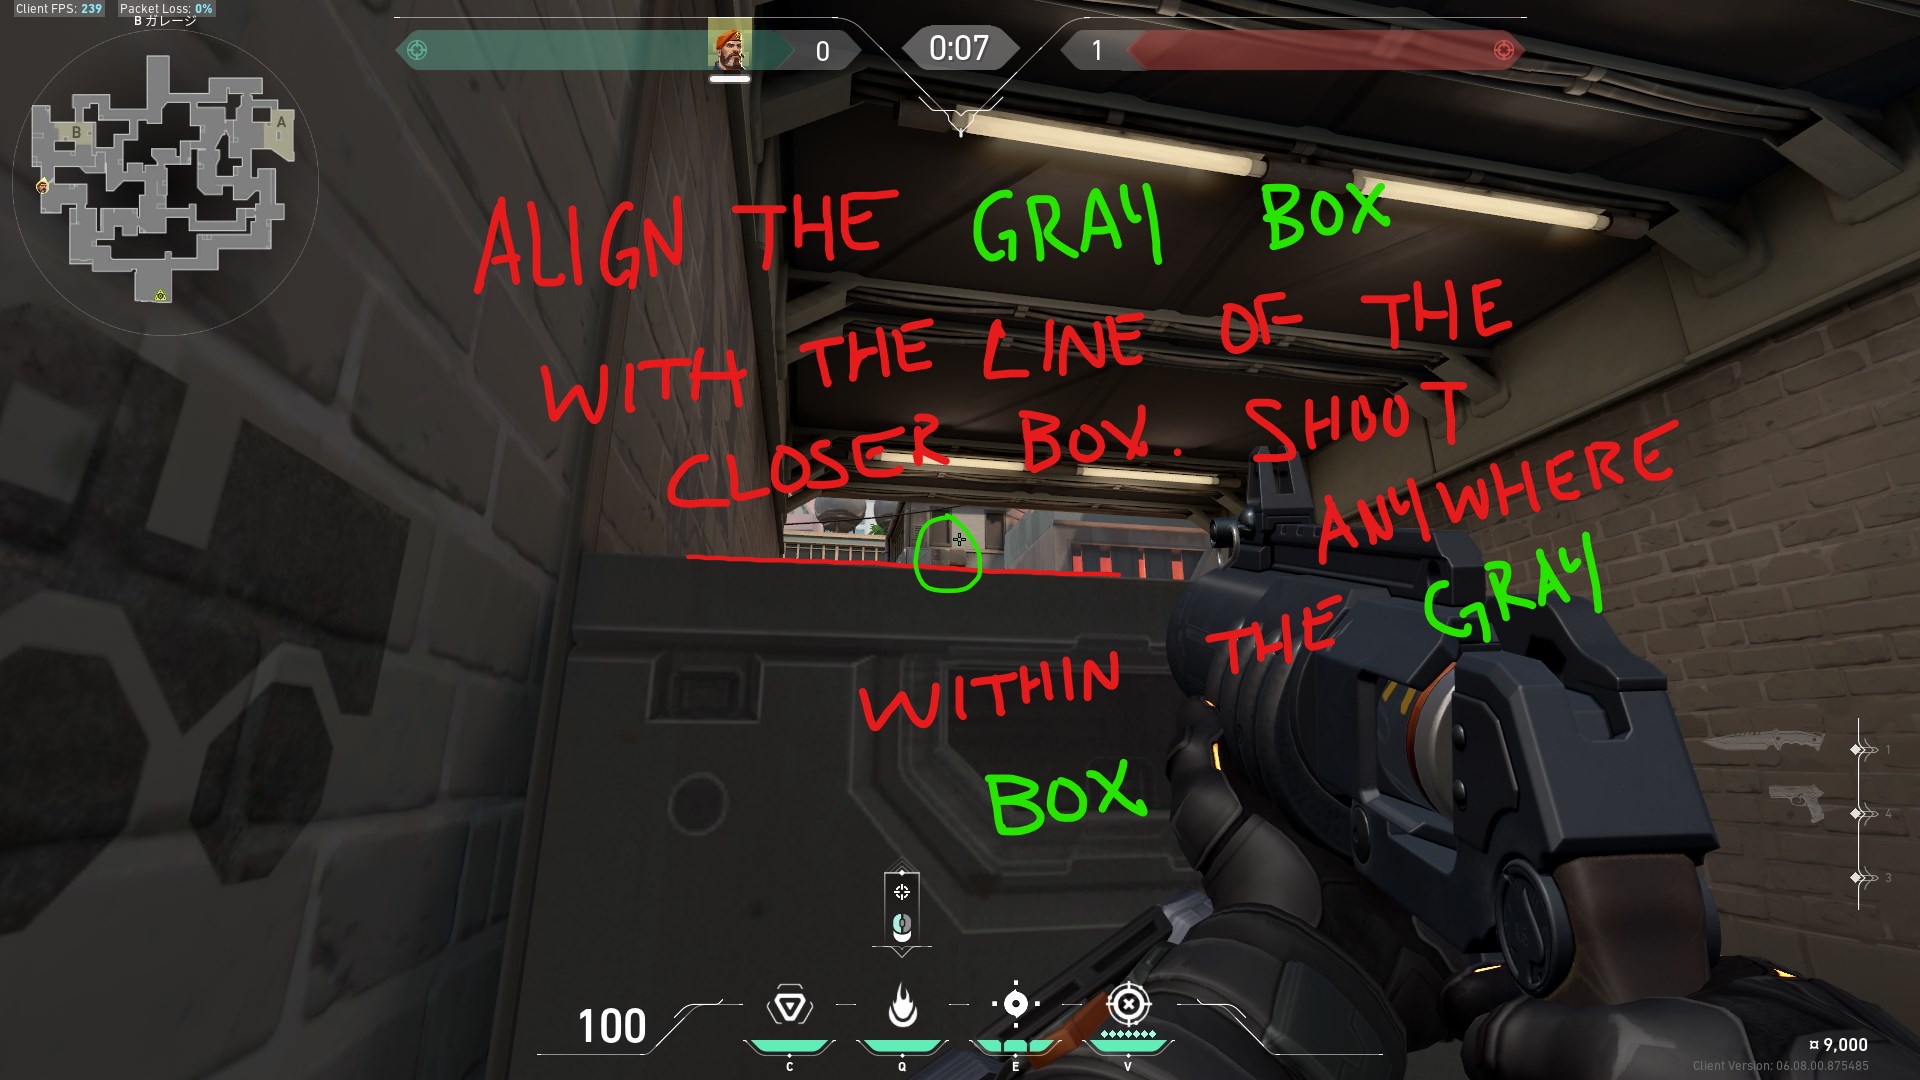 Client FPS: 239 Packet Loss: 0%
B ガレージ
0 0:07 1
B
A
ALIGN THE GRAY BOX
WITH THE LINE OF THE
CLOSER BOX. SHOOT
ANYWHERE
WITHIN THE GRAY
BOX
1
4
3
100
C Q E V
¤ 9,000
Client Version: 06.08.00.875485